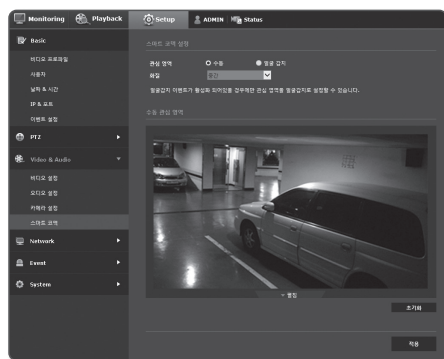 Monitoring
Playback
Setup
ADMIN
Status
Basic
비디오 프로파일
사용자
날짜 & 시간
IP & 포트
이벤트 설정
PTZ
Video & Audio
비디오 설정
오디오 설정
카메라 설정
스마트 코덱
Network
Event
System
스마트 코덱 설정
관심 영역
수동
얼굴 감지
화질
중간
얼굴감지 이벤트가 활성화 되어있을 경우에만 관심 영역을 얼굴감지로 설정할 수 있습니다.
수동 관심 영역
초기화
적용